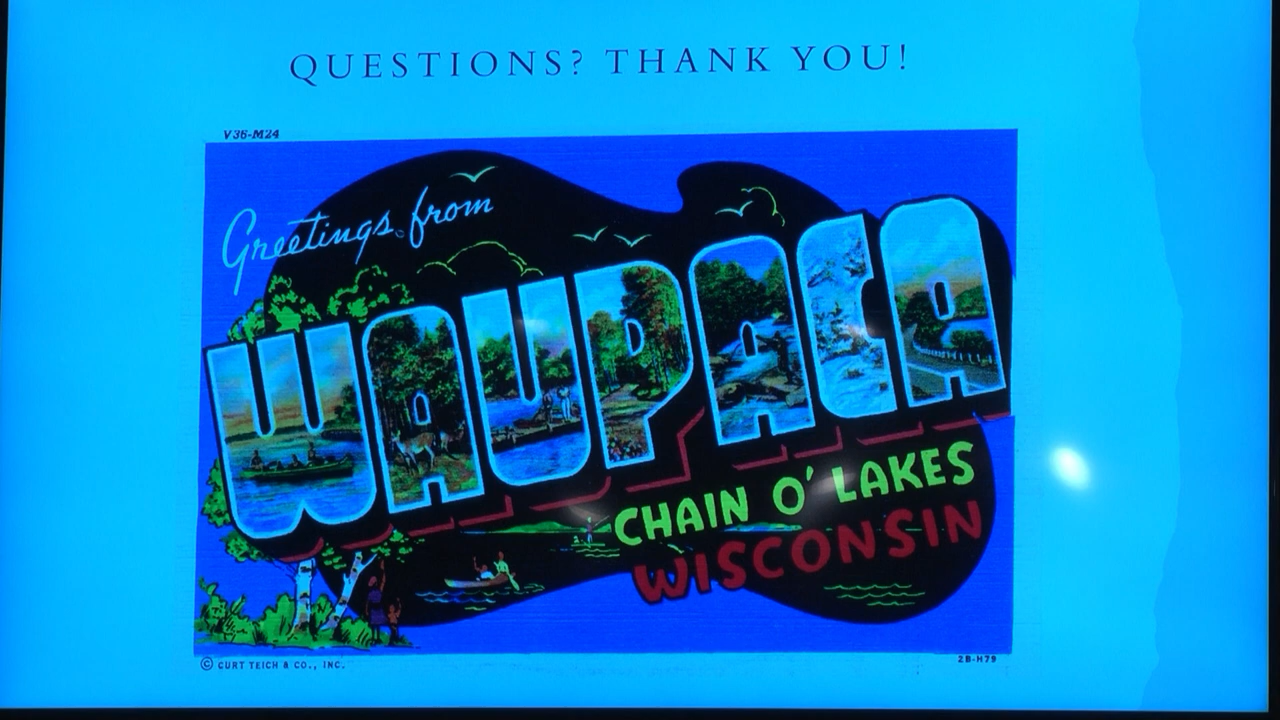 QUESTIONS? THANK YOU!
V36-M24
Greetings from
WAUPACA
CHAIN O' LAKES
WISCONSIN
© CURT TEICH & CO., INC.
2B-H79